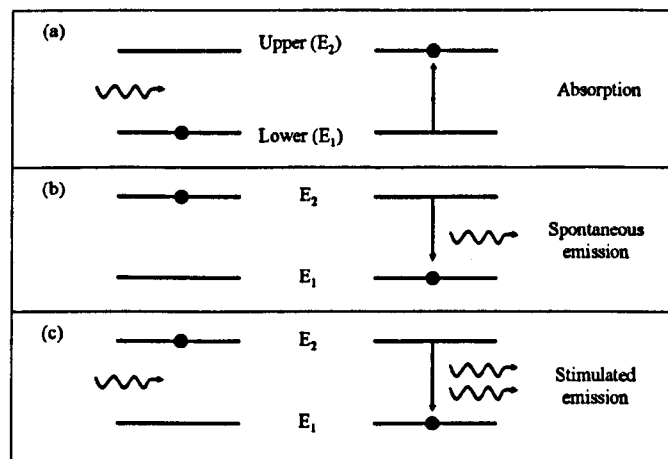 (a)
Upper (E₂)
Lower (E₁)
Absorption
(b)
E₂
E₁
Spontaneous
emission
(c)
E₂
E₁
Stimulated
emission